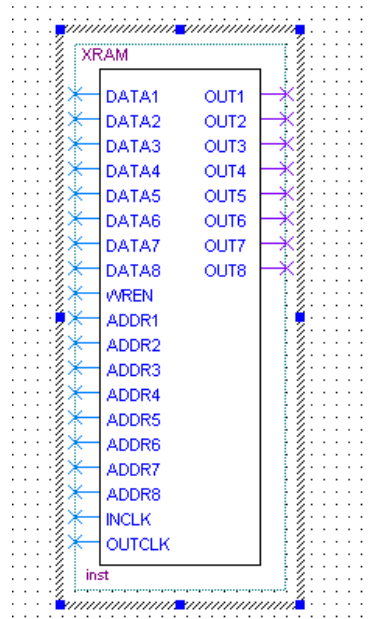 XRAM
DATA1 OUT1
DATA2 OUT2
DATA3 OUT3
DATA4 OUT4
DATA5 OUT5
DATA6 OUT6
DATA7 OUT7
DATA8 OUT8
WREN
ADDR1
ADDR2
ADDR3
ADDR4
ADDR5
ADDR6
ADDR7
ADDR8
INCLK
OUTCLK
inst